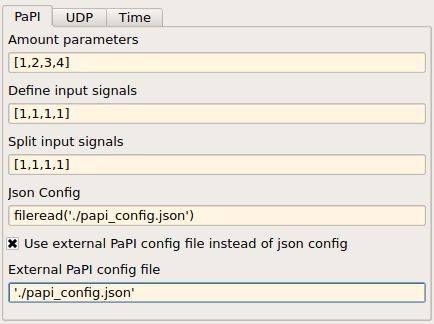 PaPI UDP Time
Amount parameters
[1,2,3,4]
Define input signals
[1,1,1,1]
Split input signals
[1,1,1,1]
Json Config
fileread('./papi_config.json')
Use external PaPI config file instead of json config
External PaPI config file
'./papi_config.json'